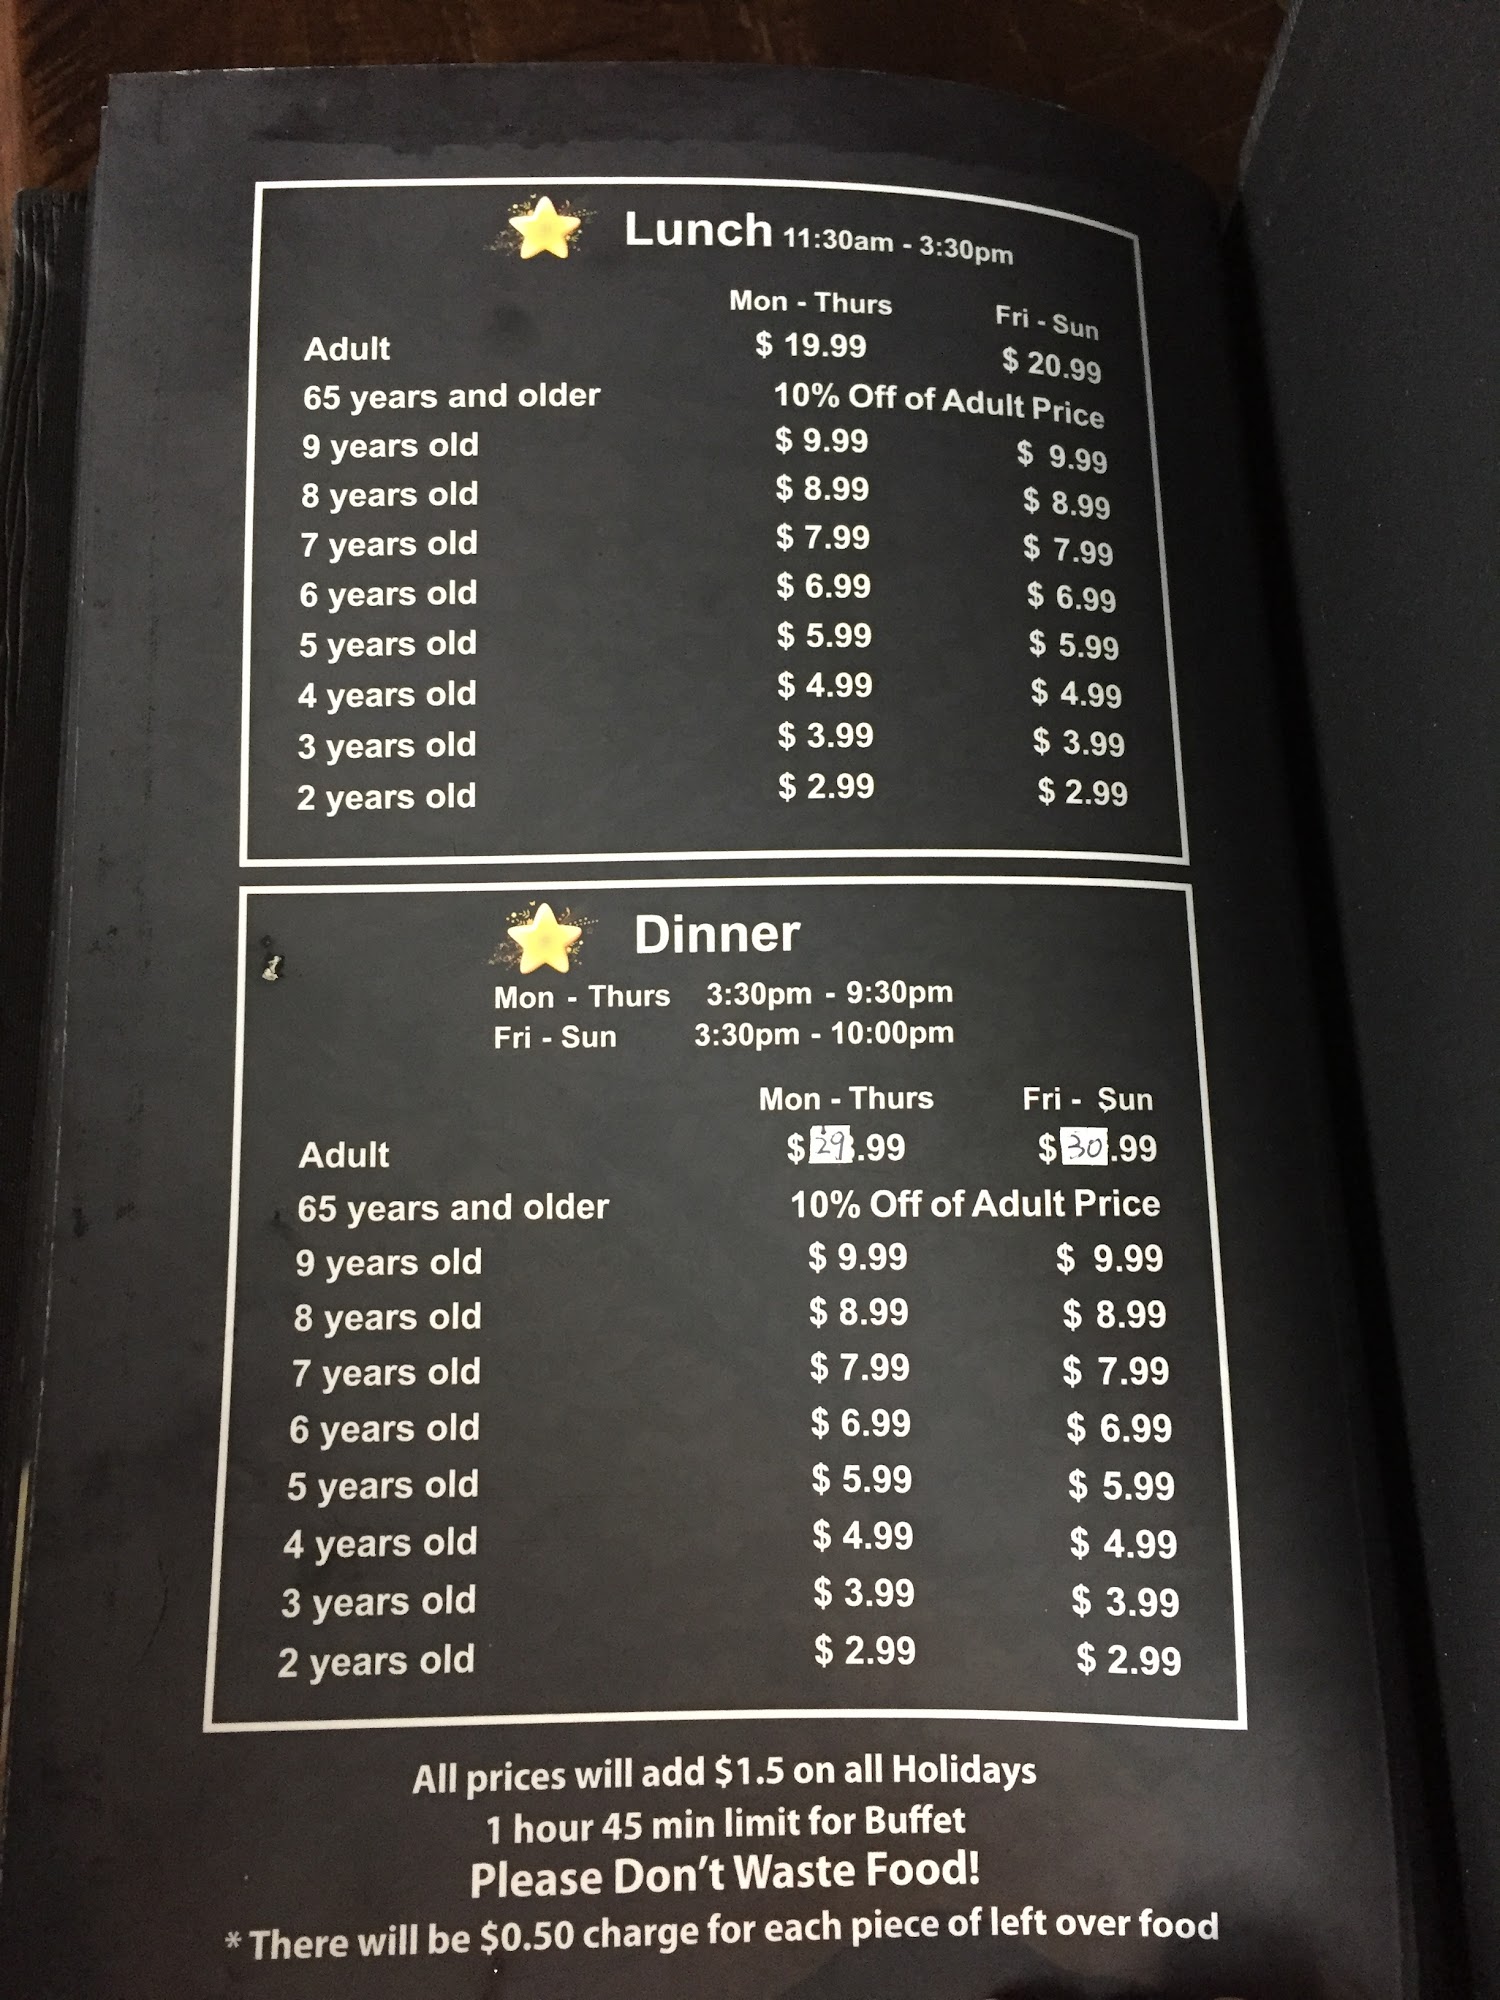 Lunch 11:30am - 3:30pm
Mon - Thurs Fri - Sun
Adult $ 19.99 $ 20.99
65 years and older 10% Off of Adult Price
9 years old $ 9.99 $ 9.99
8 years old $ 8.99 $ 8.99
7 years old $ 7.99 $ 7.99
6 years old $ 6.99 $ 6.99
5 years old $ 5.99 $ 5.99
4 years old $ 4.99 $ 4.99
3 years old $ 3.99 $ 3.99
2 years old $ 2.99 $ 2.99
Dinner
Mon - Thurs 3:30pm - 9:30pm
Fri - Sun 3:30pm - 10:00pm
Mon - Thurs Fri - Sun
Adult $29.99 $30.99
65 years and older 10% Off of Adult Price
9 years old $ 9.99 $ 9.99
8 years old $ 8.99 $ 8.99
7 years old $ 7.99 $ 7.99
6 years old $ 6.99 $ 6.99
5 years old $ 5.99 $ 5.99
4 years old $ 4.99 $ 4.99
3 years old $ 3.99 $ 3.99
2 years old $ 2.99 $ 2.99
All prices will add $1.5 on all Holidays
1 hour 45 min limit for Buffet
Please Don't Waste Food!
* There will be $0.50 charge for each piece of left over food